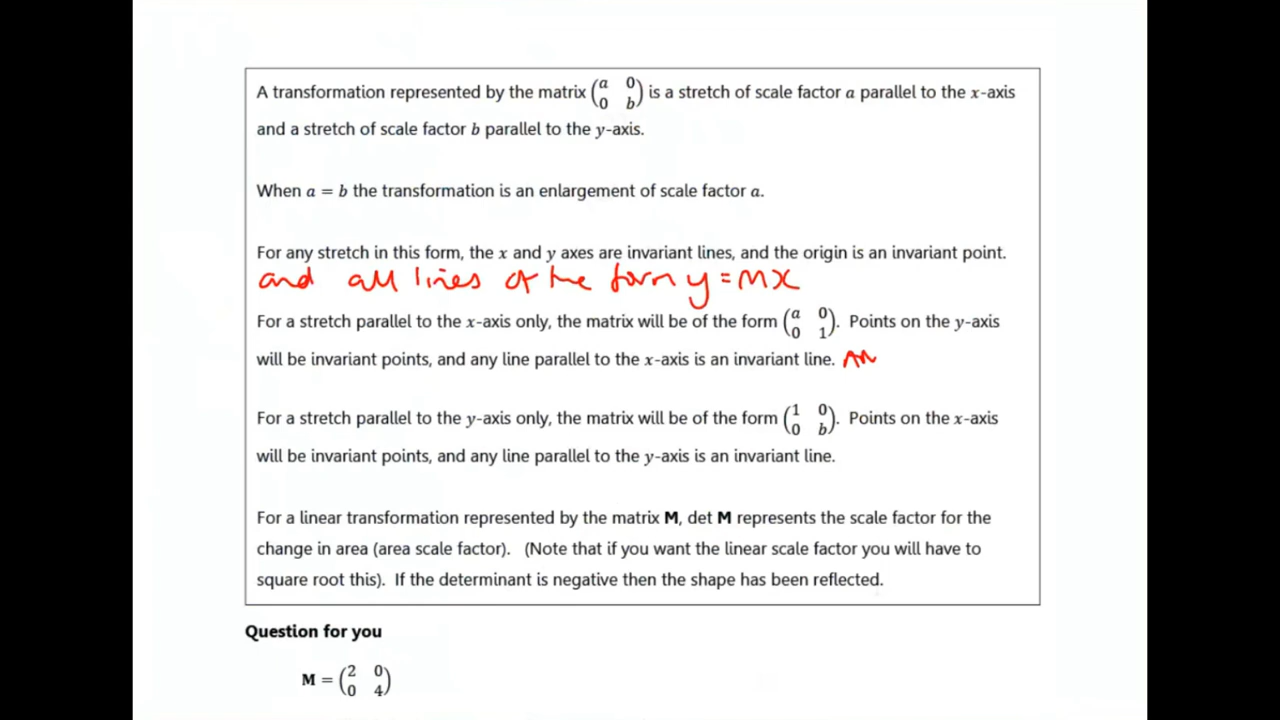 A transformation represented by the matrix (a 0 0 b) is a stretch of scale factor a parallel to the x-axis
and a stretch of scale factor b parallel to the y-axis.
When a = b the transformation is an enlargement of scale factor a.
For any stretch in this form, the x and y axes are invariant lines, and the origin is an invariant point.
and all lines of the form y = mx
For a stretch parallel to the x-axis only, the matrix will be of the form (a 0 0 1). Points on the y-axis
will be invariant points, and any line parallel to the x-axis is an invariant line.
For a stretch parallel to the y-axis only, the matrix will be of the form (1 0 0 b). Points on the x-axis
will be invariant points, and any line parallel to the y-axis is an invariant line.
For a linear transformation represented by the matrix M, det M represents the scale factor for the
change in area (area scale factor). (Note that if you want the linear scale factor you will have to
square root this). If the determinant is negative then the shape has been reflected.
Question for you
M = (2 0 0 4)